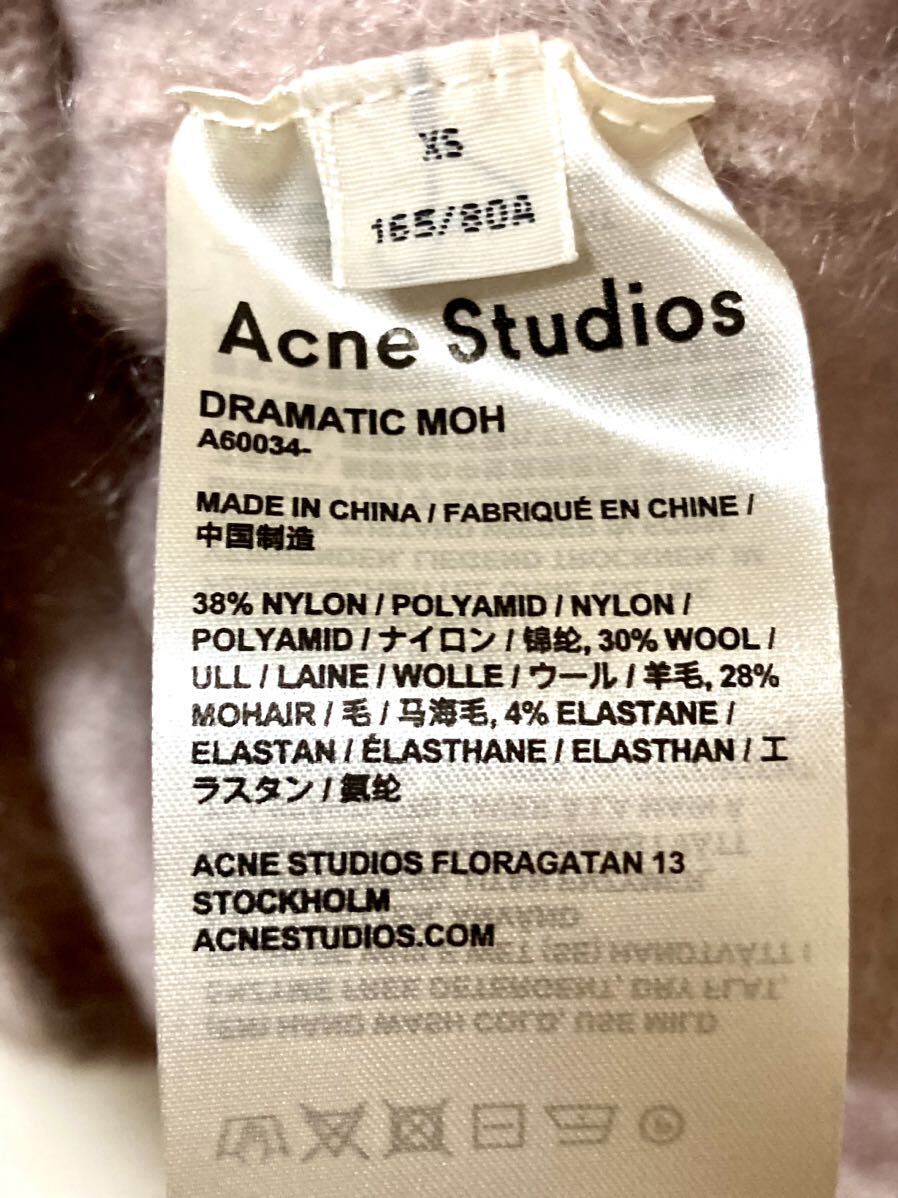 XS
165/80A
Acne Studios
DRAMATIC MOH
A60034-
MADE IN CHINA / FABRIQUÉ EN CHINE /
中国制造
38% NYLON / POLYAMID / NYLON /
POLYAMID / ナイロン / 锦纶, 30% WOOL /
ULL / LAINE / WOLLE / ウール / 羊毛, 28%
MOHAIR / 毛 / 马海毛, 4% ELASTANE /
ELASTAN / ÉLASTHANE / ELASTHAN / エ
ラスタン / 氨纶
ACNE STUDIOS FLORAGATAN 13
STOCKHOLM
ACNESTUDIOS.COM